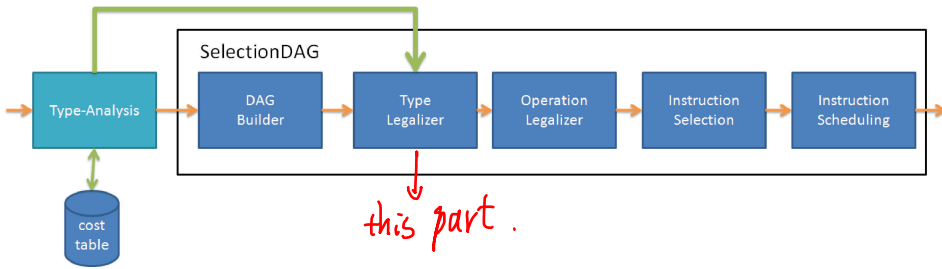 SelectionDAG
Type-Analysis
DAG
Builder
Type
Legalizer
Operation
Legalizer
Instruction
Selection
Instruction
Scheduling
cost
table
this part .